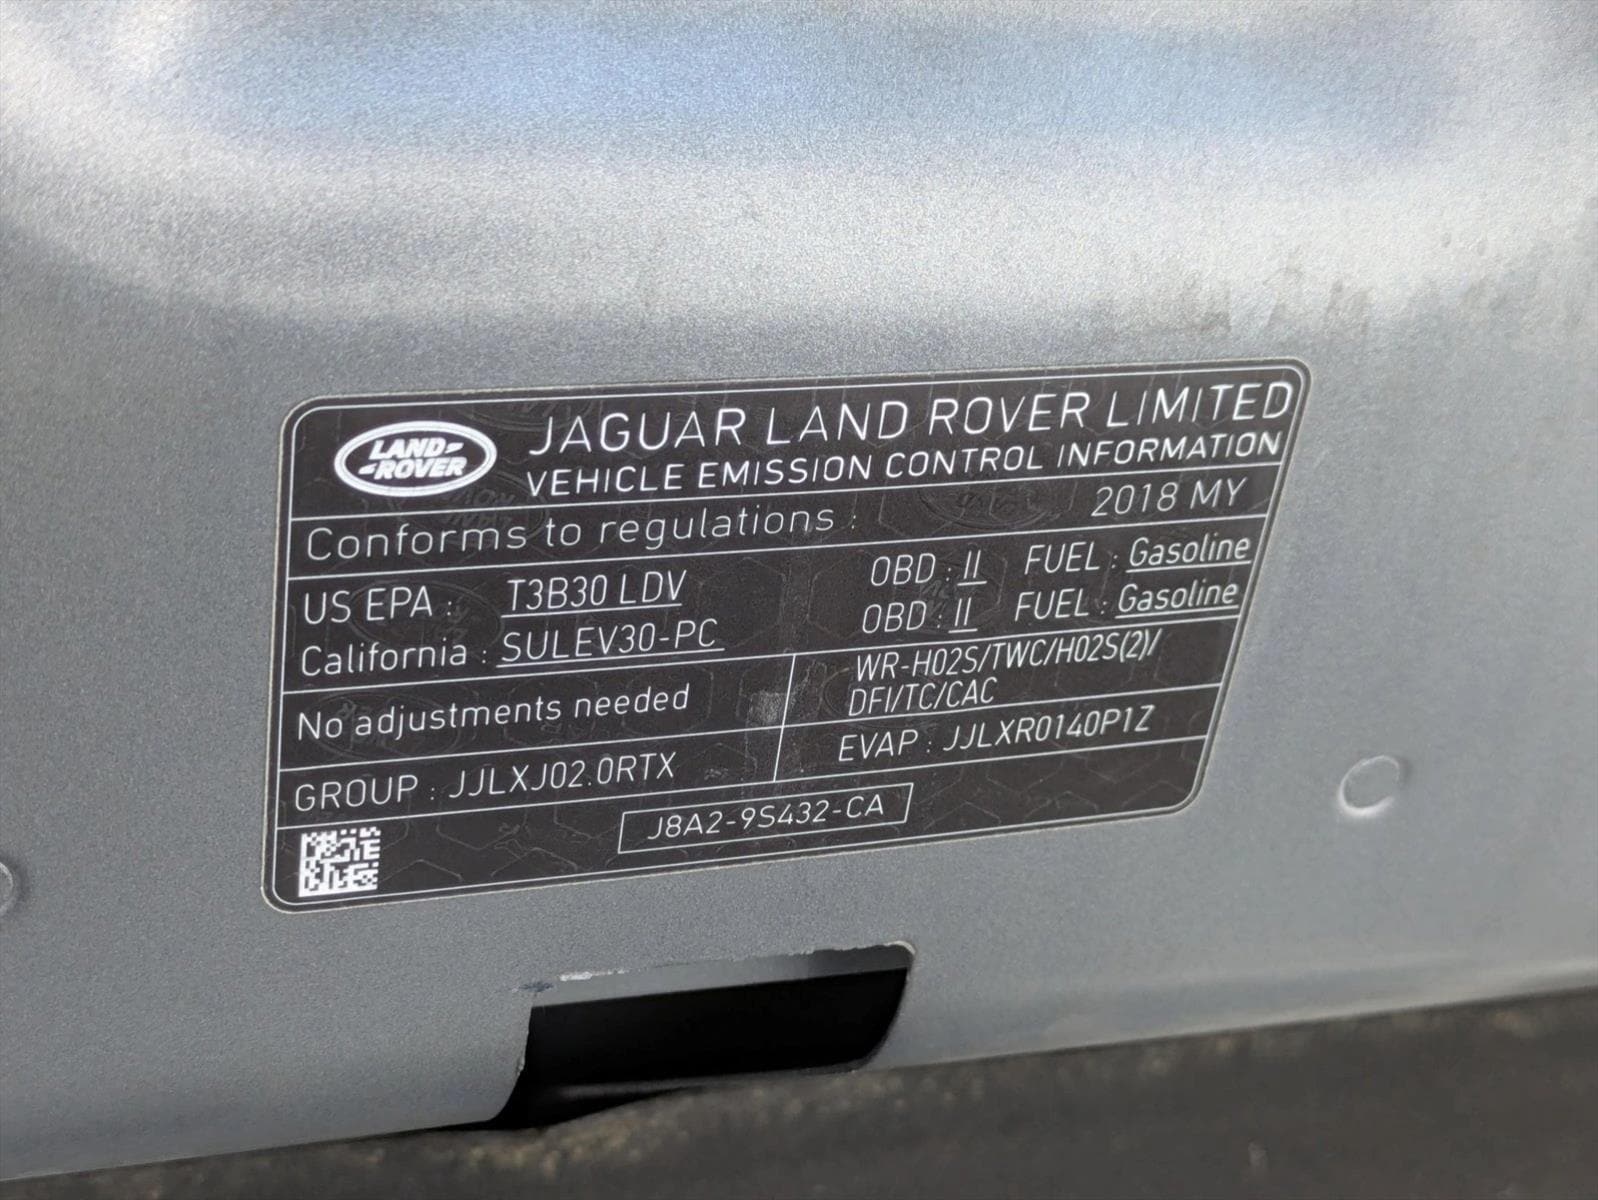 LAND
ROVER
JAGUAR LAND ROVER LIMITED
VEHICLE EMISSION CONTROL INFORMATION
Conforms to regulations : 2018 MY
US EPA : T3B30 LDV OBD : II FUEL : Gasoline
California : SULEV30-PC OBD : II FUEL : Gasoline
No adjustments needed
WR-H02S/TWC/H02S(2)/
DFI/TC/CAC
GROUP : JJLXJ02.0RTX
EVAP : JJLXR0140P1Z
J8A2-9S432-CA